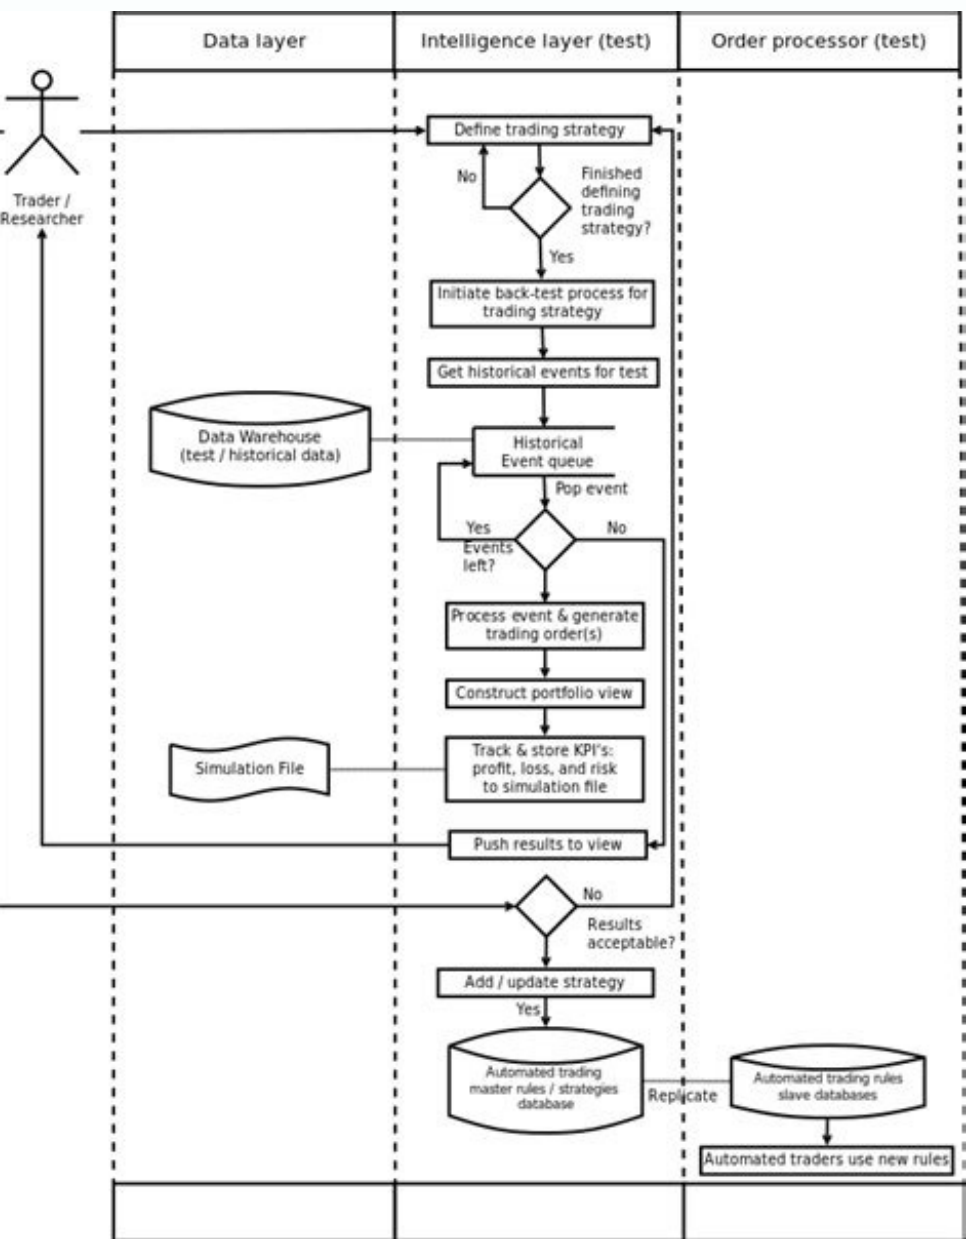 Data layer
Intelligence layer (test)
Order processor (test)
Trader /
Researcher
Define trading strategy
No
Finished
defining
trading
strategy?
Yes
Initiate back-test process for
trading strategy
Get historical events for test
Data Warehouse
(test / historical data)
Historical
Event queue
Pop event
Yes
No
Events
left?
Process event & generate
trading order(s)
Construct portfolio view
Simulation File
Track & store KPI's:
profit, loss, and risk
to simulation file
Push results to view
No
Results
acceptable?
Add / update strategy
Yes
Automated trading
master rules / strategies
database
Replicate
Automated trading rules
slave databases
Automated traders use new rules